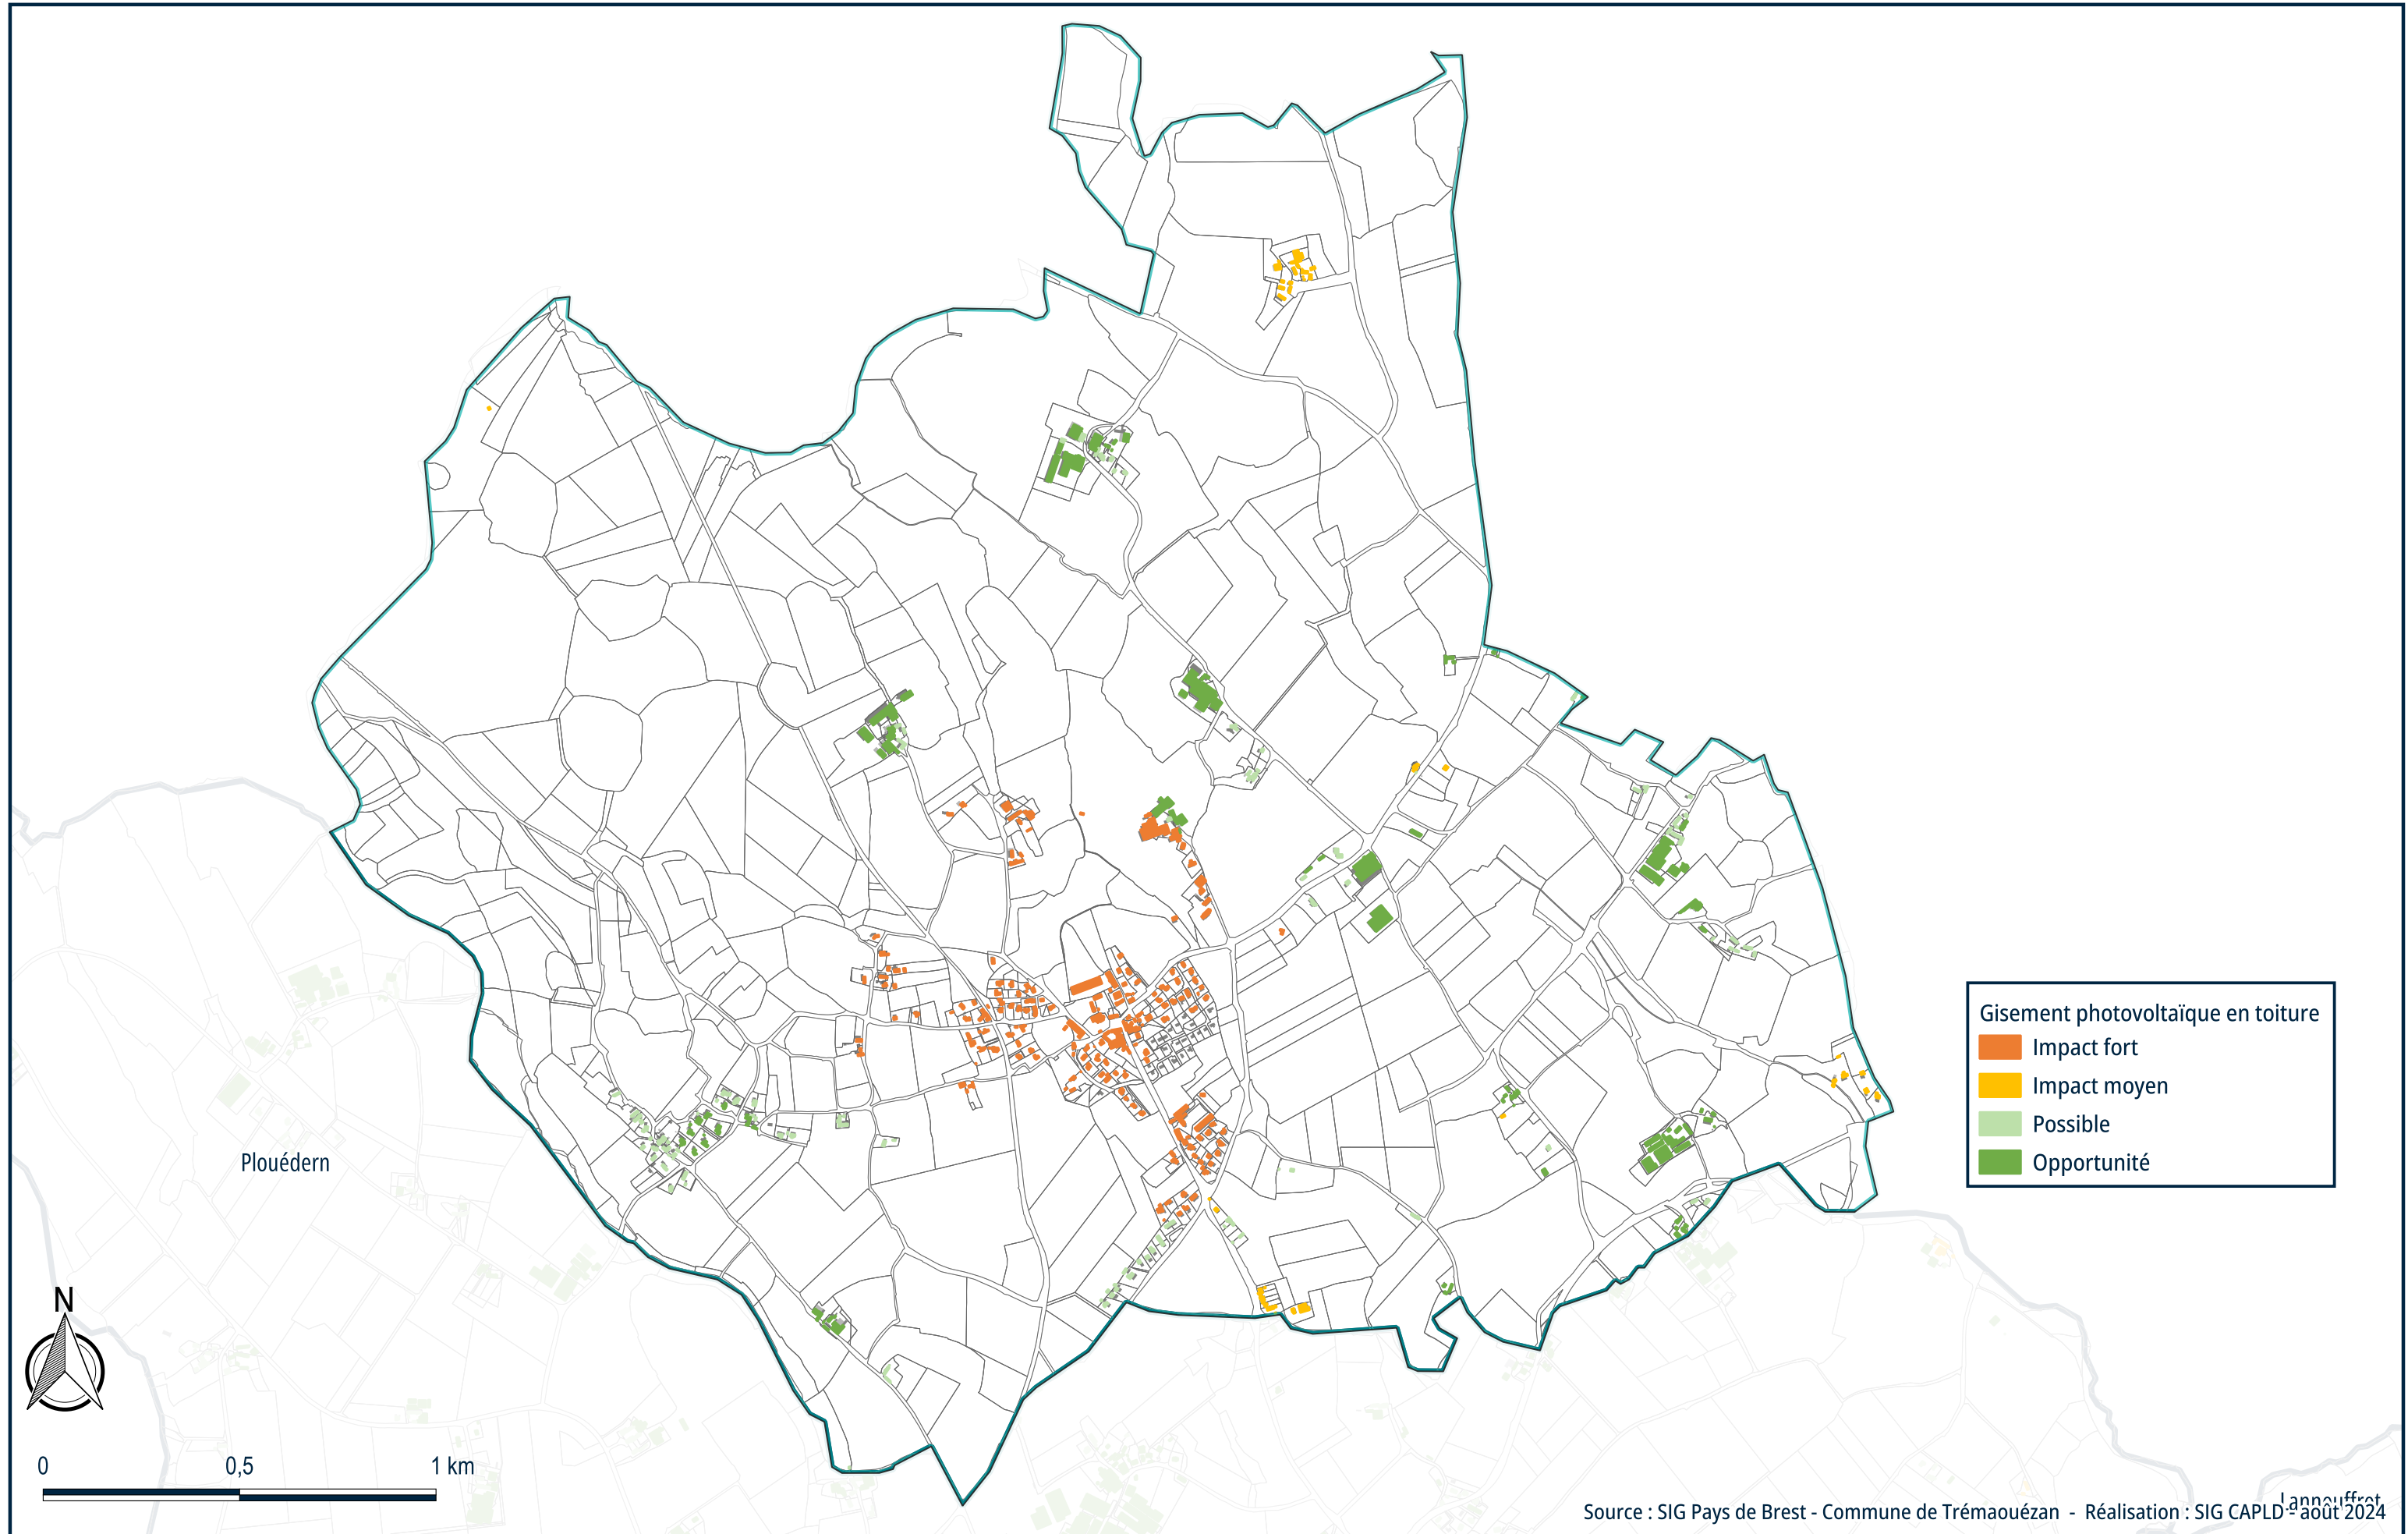 Gisement photovoltaïque en toiture
Impact fort
Impact moyen
Possible
Opportunité
Plouédern
N
0 0,5 1 km
Lannouffret
Source : SIG Pays de Brest - Commune de Trémaouézan - Réalisation : SIG CAPLD - août 2024